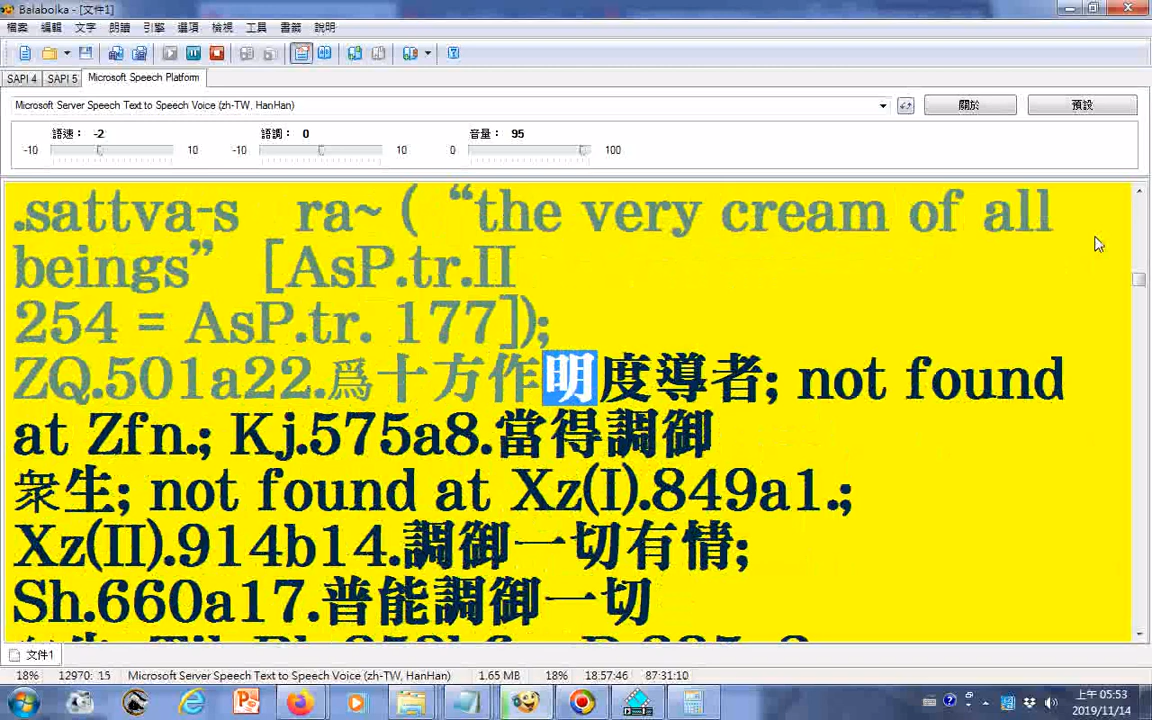 Balabolka - [文件1]
檔案 編輯 文字 朗讀 引擎 選項 檢視 工具 書籤 說明
SAPI 4 SAPI 5 Microsoft Speech Platform
Microsoft Server Speech Text to Speech Voice (zh-TW, HanHan) 關於 預設
語速： -2 語調： 0 音量： 95
-10 10 -10 10 0 100
.sattva-s ra~ ( “the very cream of all
beings” [AsP.tr.II
254 = AsP.tr. 177]);
ZQ.501a22.爲十方作明度導者; not found
at Zfn.; Kj.575a8.當得調御
衆生; not found at Xz(I).849a1.;
Xz(II).914b14.調御一切有情;
Sh.660a17.普能調御一切
文件1
18% 12970: 15 Microsoft Server Speech Text to Speech Voice (zh-TW, HanHan) 1.65 MB 18% 18:57:46 87:31:10
上午 05:53
2019/11/14